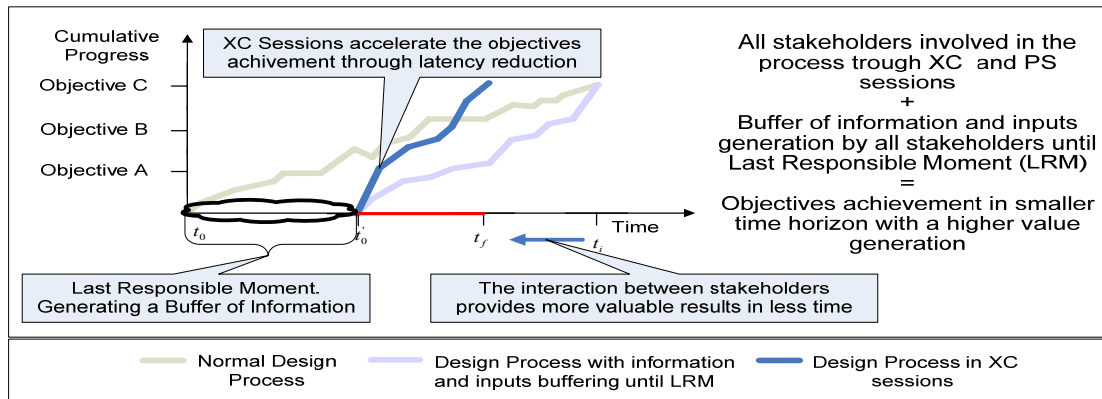 Cumulative
Progress
XC Sessions accelerate the objectives
achivement through latency reduction
Objective C
Objective B
Objective A
t₀
t'₀
t_f
t_i
Time
Last Responsible Moment.
Generating a Buffer of Information
The interaction between stakeholders
provides more valuable results in less time
All stakeholders involved in the
process trough XC and PS
sessions
+
Buffer of information and inputs
generation by all stakeholders until
Last Responsible Moment (LRM)
=
Objectives achievement in smaller
time horizon with a higher value
generation
Normal Design
Process
Design Process with information
and inputs buffering until LRM
Design Process in XC
sessions